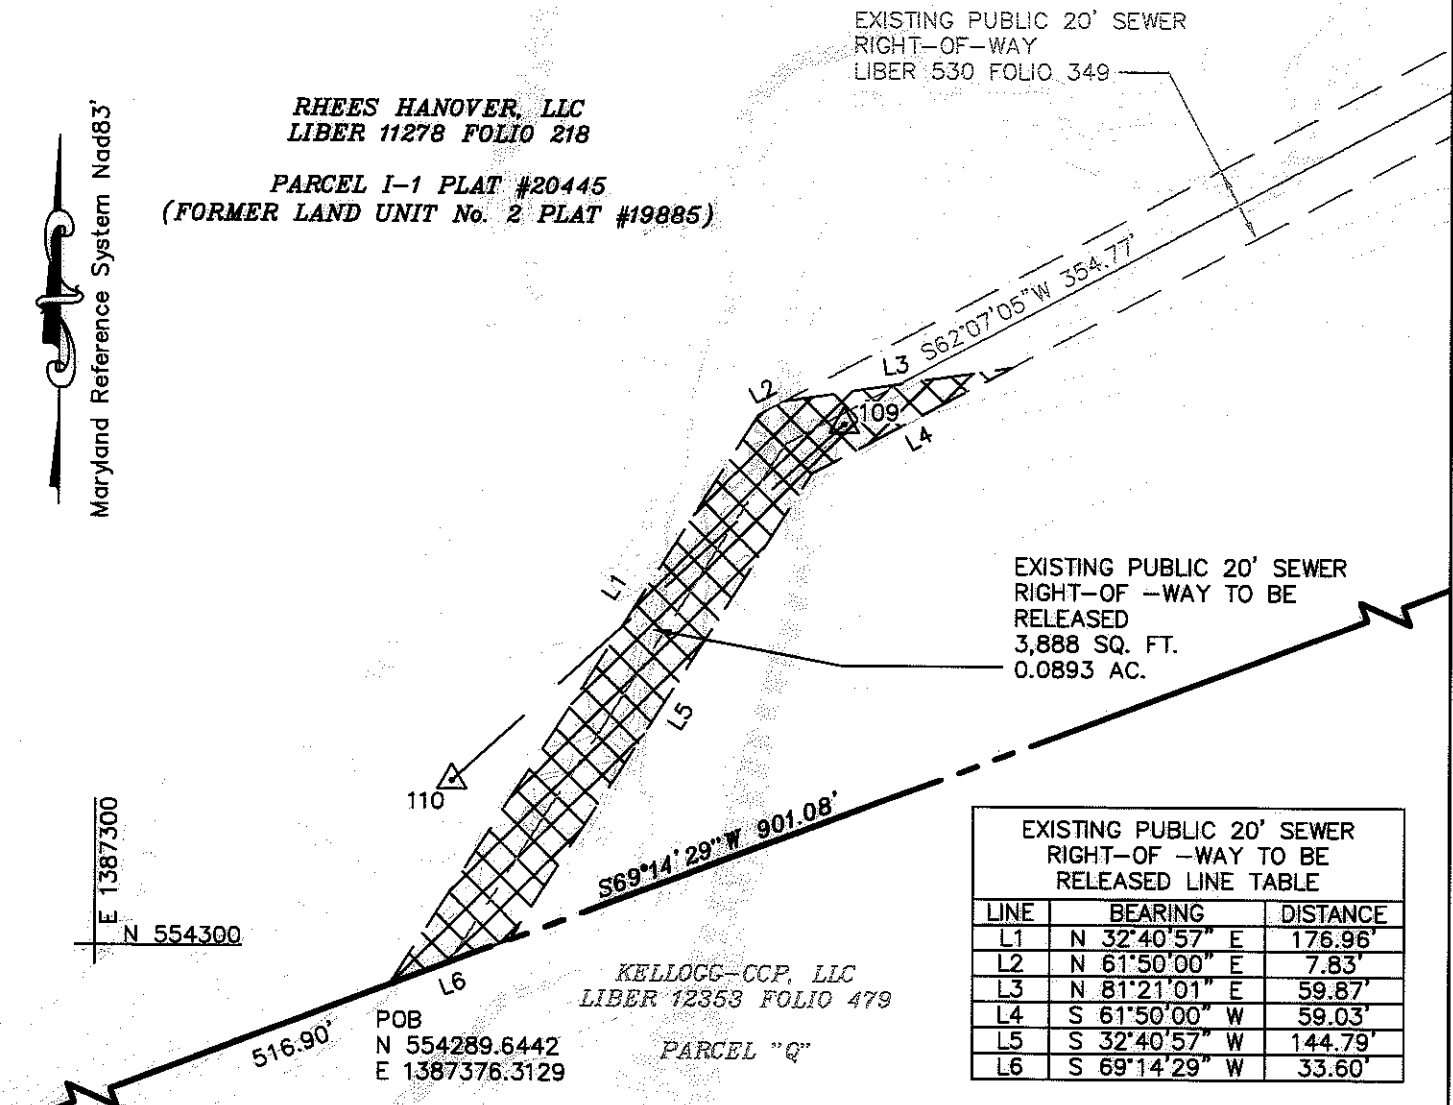 EXISTING PUBLIC 20' SEWER
RIGHT-OF-WAY
LIBER 530 FOLIO 349
RHEES HANOVER, LLC
LIBER 11278 FOLIO 218
PARCEL I-1 PLAT #20445
(FORMER LAND UNIT No. 2 PLAT #19885)
Maryland Reference System Nad83'
S62°07'05"W 354.77'
L3
L2
109
L4
L1
EXISTING PUBLIC 20' SEWER
RIGHT-OF -WAY TO BE
RELEASED
3,888 SQ. FT.
0.0893 AC.
L5
110
S69°14'29"W 901.08'
E 1387300
N 554300
L6
516.90'
POB
N 554289.6442
E 1387376.3129
KELLOGG-CCP, LLC
LIBER 12353 FOLIO 479
PARCEL "Q"
EXISTING PUBLIC 20' SEWER
RIGHT-OF -WAY TO BE
RELEASED LINE TABLE
LINE BEARING DISTANCE
L1 N 32°40'57" E 176.96'
L2 N 61°50'00" E 7.83'
L3 N 81°21'01" E 59.87'
L4 S 61°50'00" W 59.03'
L5 S 32°40'57" W 144.79'
L6 S 69°14'29" W 33.60'